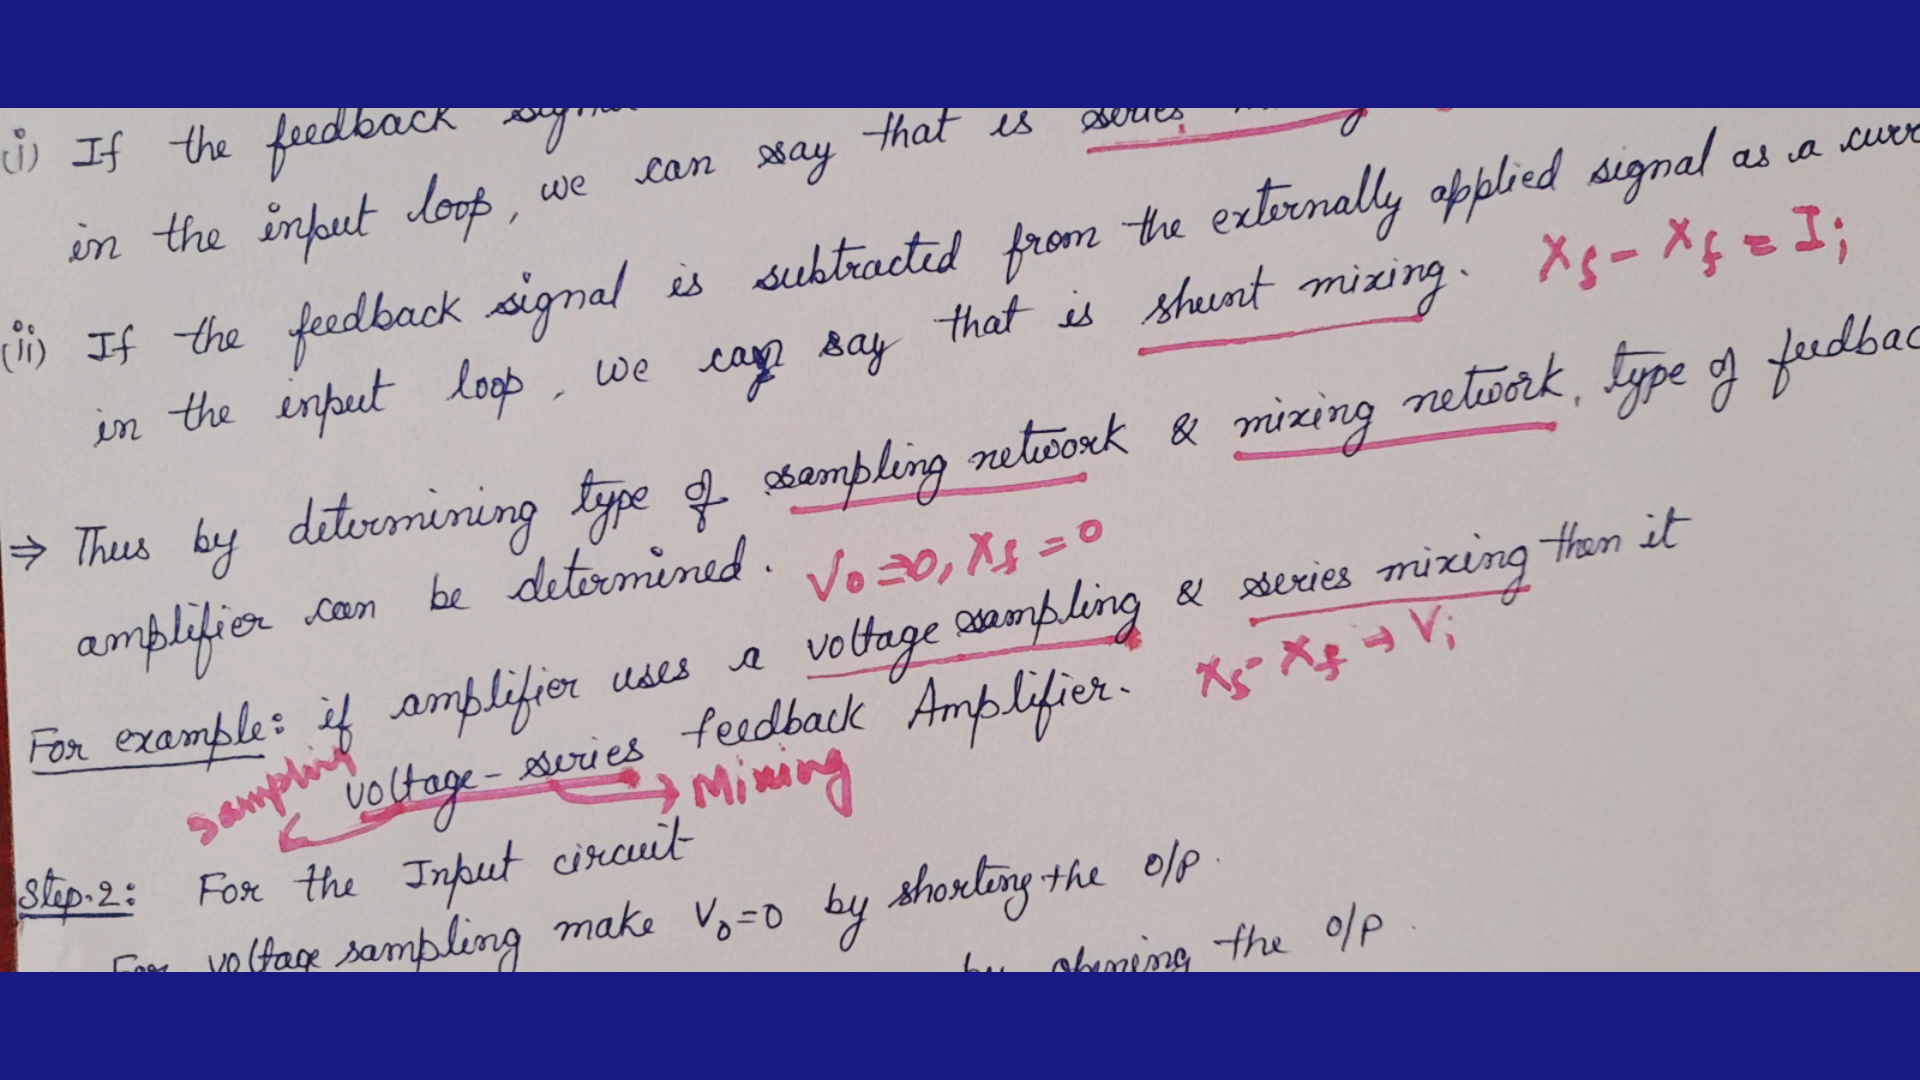 (i) If the feedback
in the input loop, we can say that is series
(ii) If the feedback signal is subtracted from the externally applied signal as a curr
in the input loop, we can say that is shunt mixing. Xs - Xf = Ii
⇒ Thus by determining type of sampling network & mixing network, type of feedbac
amplifier can be determined. Vo=0, Xf = 0
For example: if amplifier uses a voltage sampling & series mixing then it
voltage-series feedback Amplifier. Xs - Xf ⇒ Vi
sampling
Mixing
Step-2: For the Input circuit
For voltage sampling make Vo=0 by shorting the o/p.
by opening the o/p.